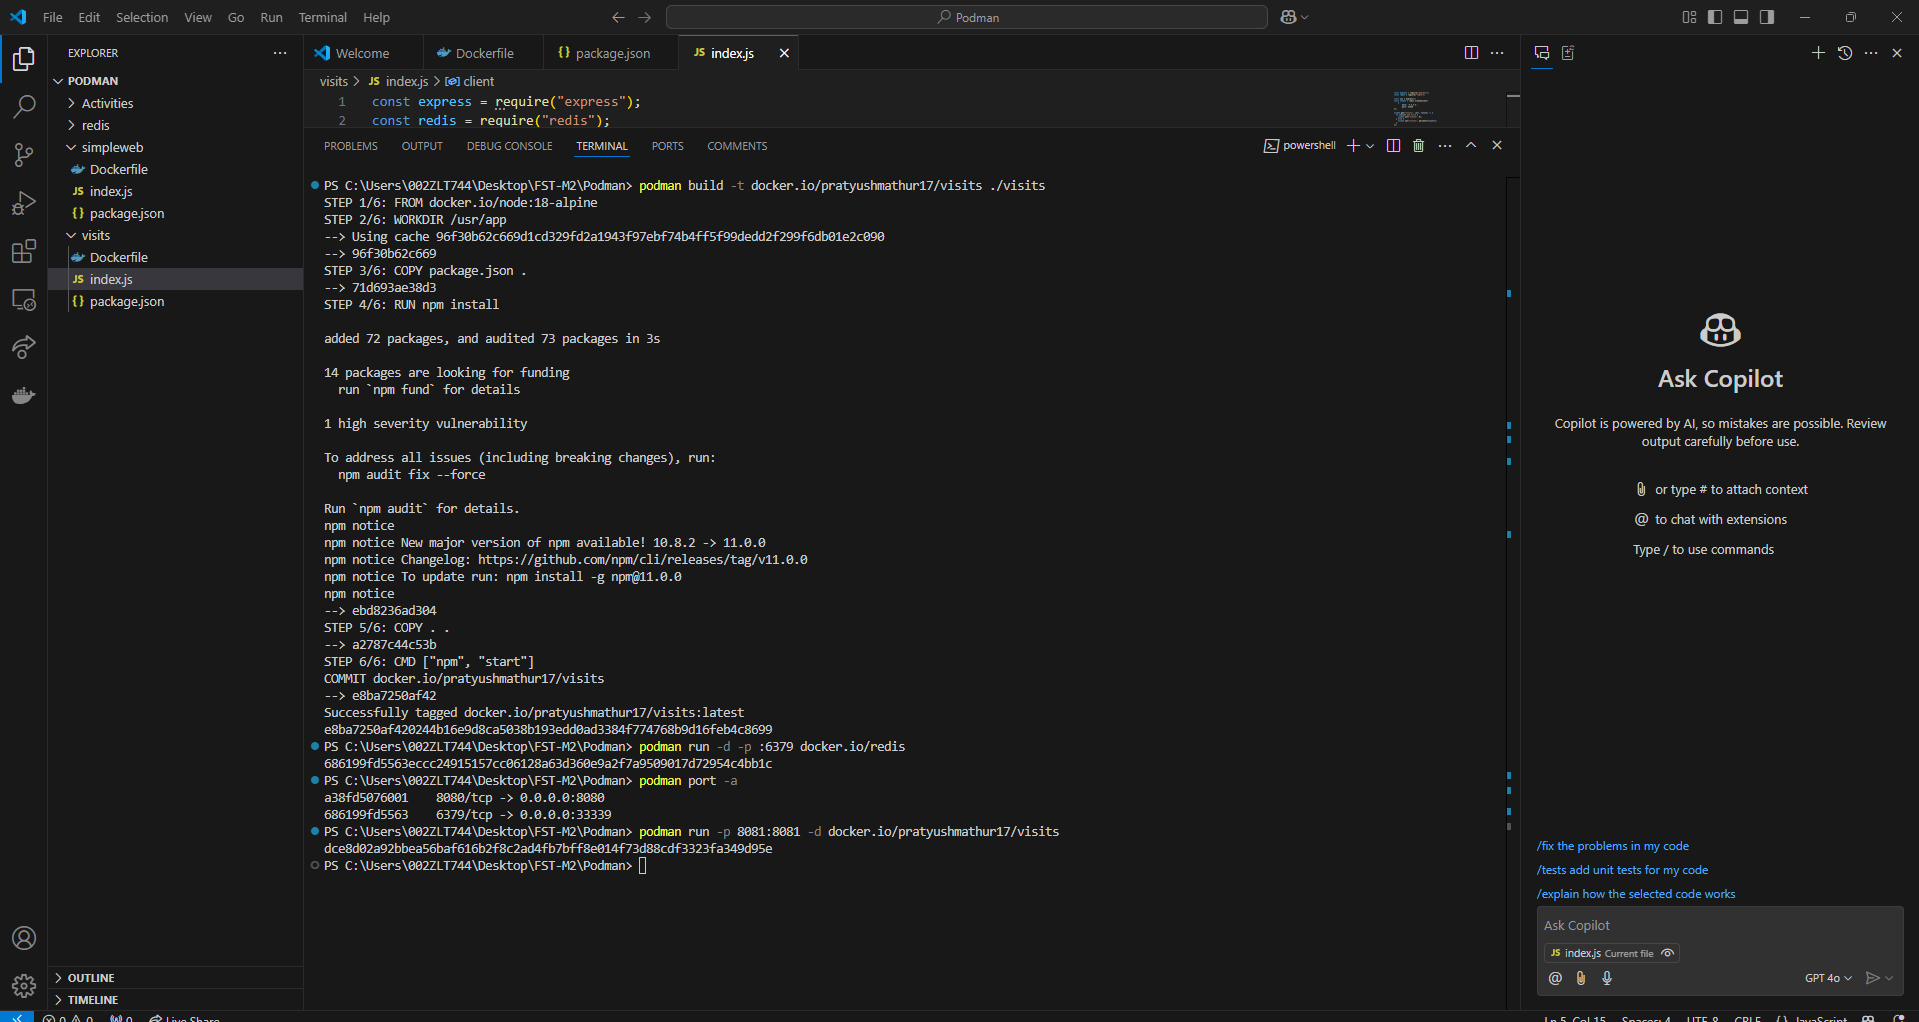 File Edit Selection View Go Run Terminal Help
Podman
EXPLORER
PODMAN
Activities
redis
simpleweb
Dockerfile
JS index.js
{} package.json
visits
Dockerfile
JS index.js
{} package.json
OUTLINE
TIMELINE
Welcome
Dockerfile
{} package.json
JS index.js
visits > JS index.js > client
1 const express = require("express");
2 const redis = require("redis");
PROBLEMS OUTPUT DEBUG CONSOLE TERMINAL PORTS COMMENTS
powershell
PS C:\Users\002ZLT744\Desktop\FST-M2\Podman> podman build -t docker.io/pratyushmathur17/visits ./visits
STEP 1/6: FROM docker.io/node:18-alpine
STEP 2/6: WORKDIR /usr/app
--> Using cache 96f30b62c669d1cd329fd2a1943f97ebf74b4ff5f99dedd2f299f6db01e2c090
--> 96f30b62c669
STEP 3/6: COPY package.json .
--> 71d693ae38d3
STEP 4/6: RUN npm install
added 72 packages, and audited 73 packages in 3s
14 packages are looking for funding
run `npm fund` for details
1 high severity vulnerability
To address all issues (including breaking changes), run:
npm audit fix --force
Run `npm audit` for details.
npm notice
npm notice New major version of npm available! 10.8.2 -> 11.0.0
npm notice Changelog: https://github.com/npm/cli/releases/tag/v11.0.0
npm notice To update run: npm install -g npm@11.0.0
npm notice
--> ebd8236ad304
STEP 5/6: COPY . .
--> a2787c44c53b
STEP 6/6: CMD ["npm", "start"]
COMMIT docker.io/pratyushmathur17/visits
--> e8ba7250af42
Successfully tagged docker.io/pratyushmathur17/visits:latest
e8ba7250af420244b16e9d8ca5038b193edd0ad3384f774768b9d16feb4c8699
PS C:\Users\002ZLT744\Desktop\FST-M2\Podman> podman run -d -p :6379 docker.io/redis
686199fd5563eccc24915157cc06128a63d360e9a2f7a9509017d72954c4bb1c
PS C:\Users\002ZLT744\Desktop\FST-M2\Podman> podman port -a
a38fd5076001 8080/tcp -> 0.0.0.0:8080
686199fd5563 6379/tcp -> 0.0.0.0:33339
PS C:\Users\002ZLT744\Desktop\FST-M2\Podman> podman run -p 8081:8081 -d docker.io/pratyushmathur17/visits
dce8d02a92bbea56baf616b2f8c2ad4fb7bff8e014f73d88cdf3323fa349d95e
PS C:\Users\002ZLT744\Desktop\FST-M2\Podman>
Ask Copilot
Copilot is powered by AI, so mistakes are possible. Review
output carefully before use.
or type # to attach context
@ to chat with extensions
Type / to use commands
/fix the problems in my code
/tests add unit tests for my code
/explain how the selected code works
Ask Copilot
JS index.js Current file
@
GPT 4o
0 0 0 Live Share
Ln 5, Col 15 Spaces: 4 UTF-8 CRLF {} JavaScript